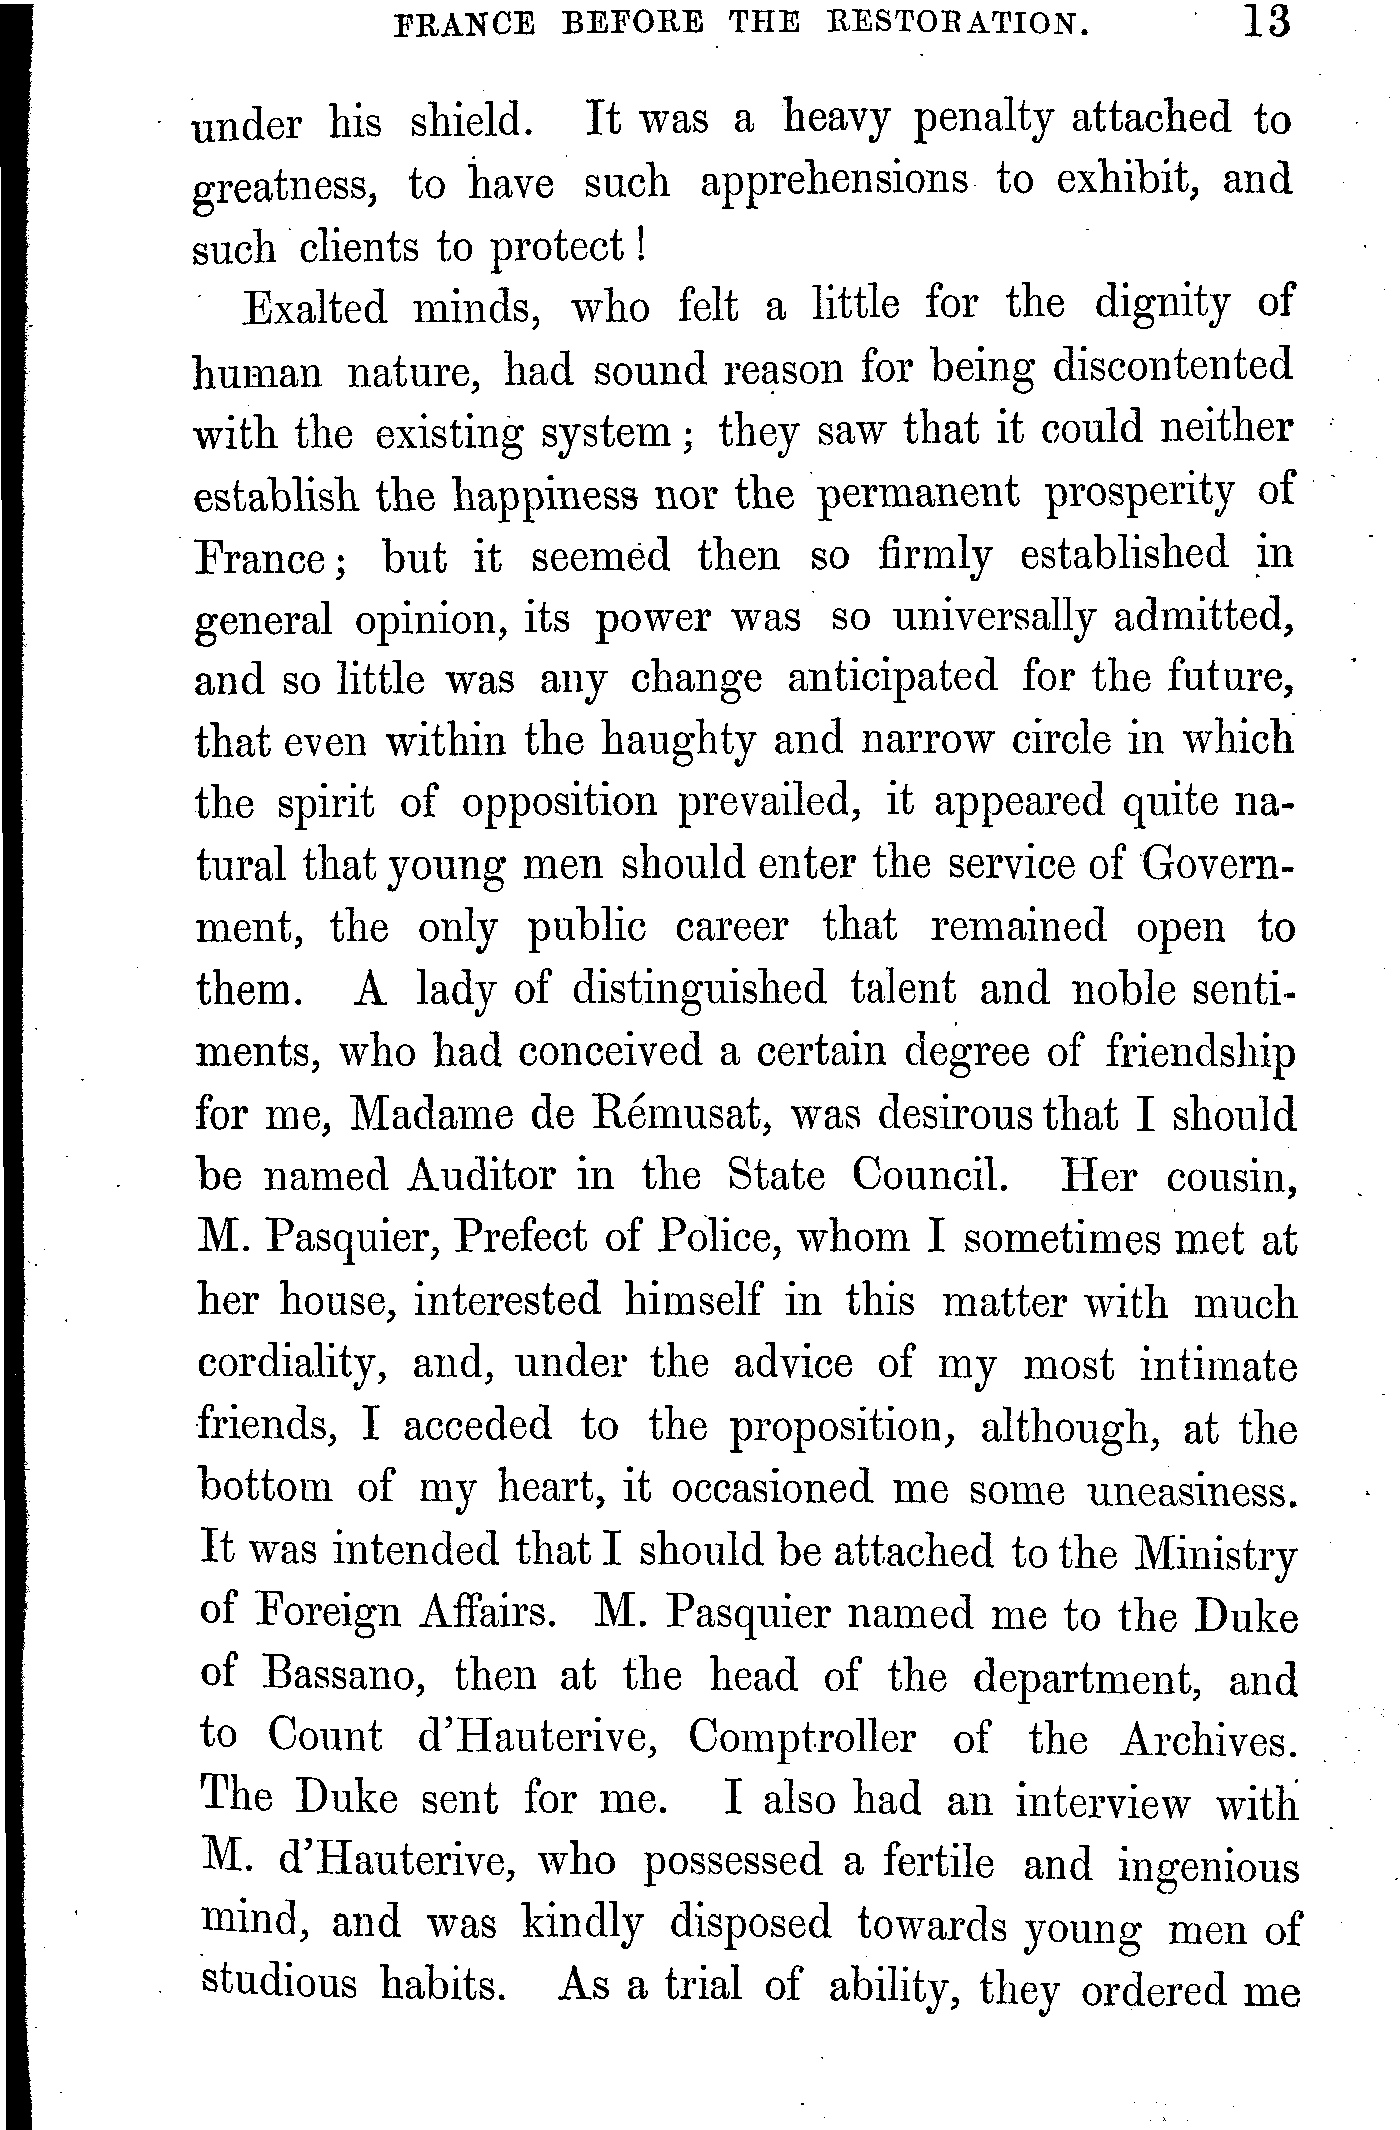 FRANCE BEFORE THE RESTORATION. 13
under his shield. It was a heavy penalty attached to
greatness, to have such apprehensions to exhibit, and
such clients to protect!
Exalted minds, who felt a little for the dignity of
human nature, had sound reason for being discontented
with the existing system; they saw that it could neither
establish the happiness nor the permanent prosperity of
France; but it seemed then so firmly established in
general opinion, its power was so universally admitted,
and so little was any change anticipated for the future,
that even within the haughty and narrow circle in which
the spirit of opposition prevailed, it appeared quite na-
tural that young men should enter the service of Govern-
ment, the only public career that remained open to
them. A lady of distinguished talent and noble senti-
ments, who had conceived a certain degree of friendship
for me, Madame de Rémusat, was desirous that I should
be named Auditor in the State Council. Her cousin,
M. Pasquier, Prefect of Police, whom I sometimes met at
her house, interested himself in this matter with much
cordiality, and, under the advice of my most intimate
friends, I acceded to the proposition, although, at the
bottom of my heart, it occasioned me some uneasiness.
It was intended that I should be attached to the Ministry
of Foreign Affairs. M. Pasquier named me to the Duke
of Bassano, then at the head of the department, and
to Count d'Hauterive, Comptroller of the Archives.
The Duke sent for me. I also had an interview with
M. d'Hauterive, who possessed a fertile and ingenious
mind, and was kindly disposed towards young men of
studious habits. As a trial of ability, they ordered me